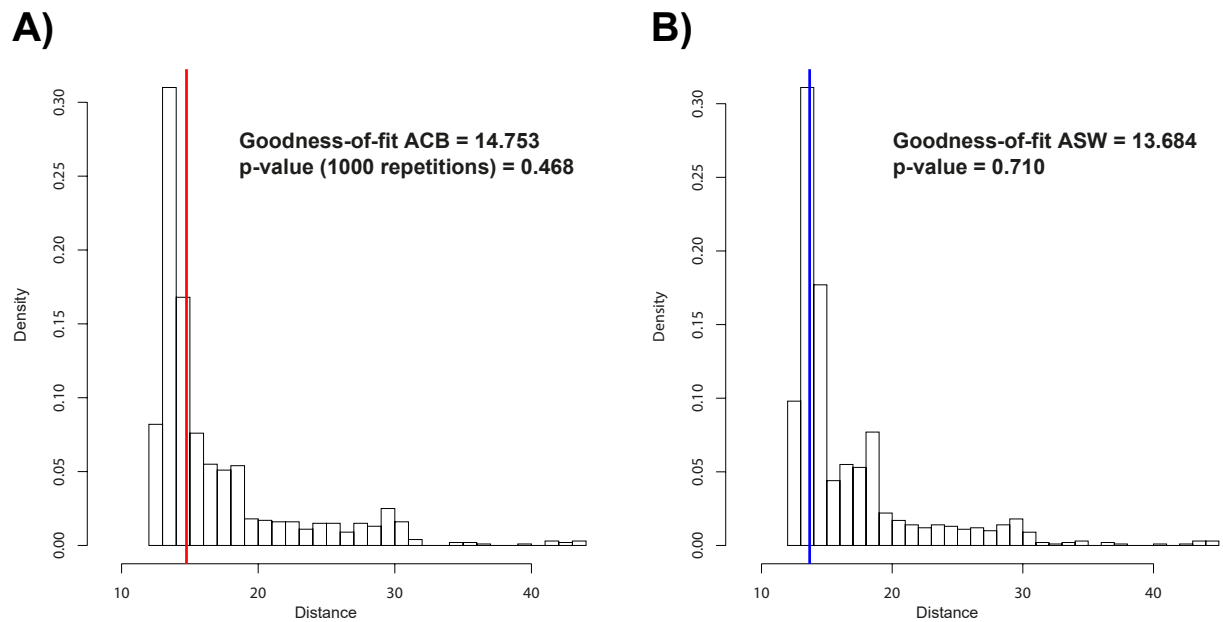 A)
Goodness-of-fit ACB = 14.753
p-value (1000 repetitions) = 0.468
Density
0.30
0.25
0.20
0.15
0.10
0.05
0.00
10
20
30
40
Distance
B)
Goodness-of-fit ASW = 13.684
p-value = 0.710
Density
0.30
0.25
0.20
0.15
0.10
0.05
0.00
10
20
30
40
Distance